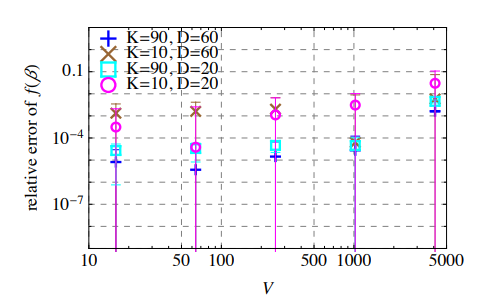 K=90, D=60
K=10, D=60
K=90, D=20
K=10, D=20
relative error of f(β)
0.1
10⁻⁴
10⁻⁷
10 50 100 500 1000 5000
V